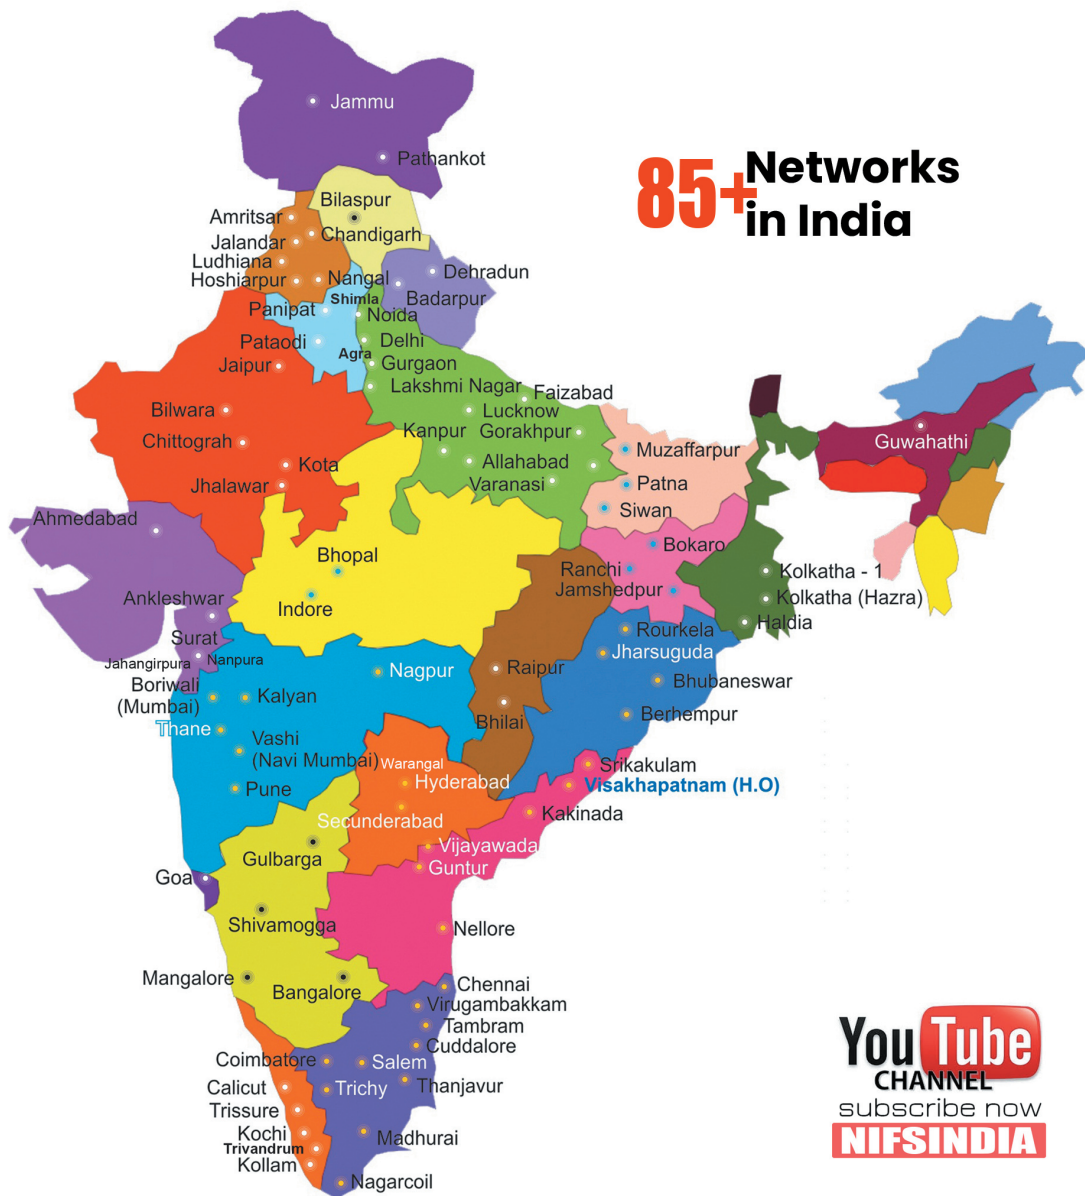 Jammu
Pathankot
85+
Networks
in India
Bilaspur
Amritsar
Chandigarh
Jalandar
Ludhiana
Hoshiarpur
Nangal
Dehradun
Badarpur
Shimla
Panipat
Noida
Pataodi
Delhi
Agra
Gurgaon
Jaipur
Lakshmi Nagar
Faizabad
Bilwara
Lucknow
Kanpur
Gorakhpur
Chittograh
Guwahathi
Muzaffarpur
Kota
Allahabad
Jhalawar
Varanasi
Patna
Siwan
Ahmedabad
Bokaro
Bhopal
Ranchi
Kolkatha - 1
Jamshedpur
Ankleshwar
Kolkatha (Hazra)
Indore
Haldia
Surat
Rourkela
Jharsuguda
Jahangirpura
Nanpura
Nagpur
Raipur
Boriwali
(Mumbai)
Kalyan
Bhubaneswar
Berhempur
Bhilai
Thane
Vashi
(Navi Mumbai)
Warangal
Srikakulam
Hyderabad
Visakhapatnam (H.O)
Pune
Kakinada
Secunderabad
Vijayawada
Gulbarga
Guntur
Goa
Shivamogga
Nellore
Mangalore
Bangalore
Chennai
Virugambakkam
Tambram
Cuddalore
Coimbatore
Salem
Calicut
Trichy
Thanjavur
Trissure
Kochi
Madhurai
Trivandrum
Kollam
Nagarcoil
YouTube
CHANNEL
subscribe now
NIFSINDIA